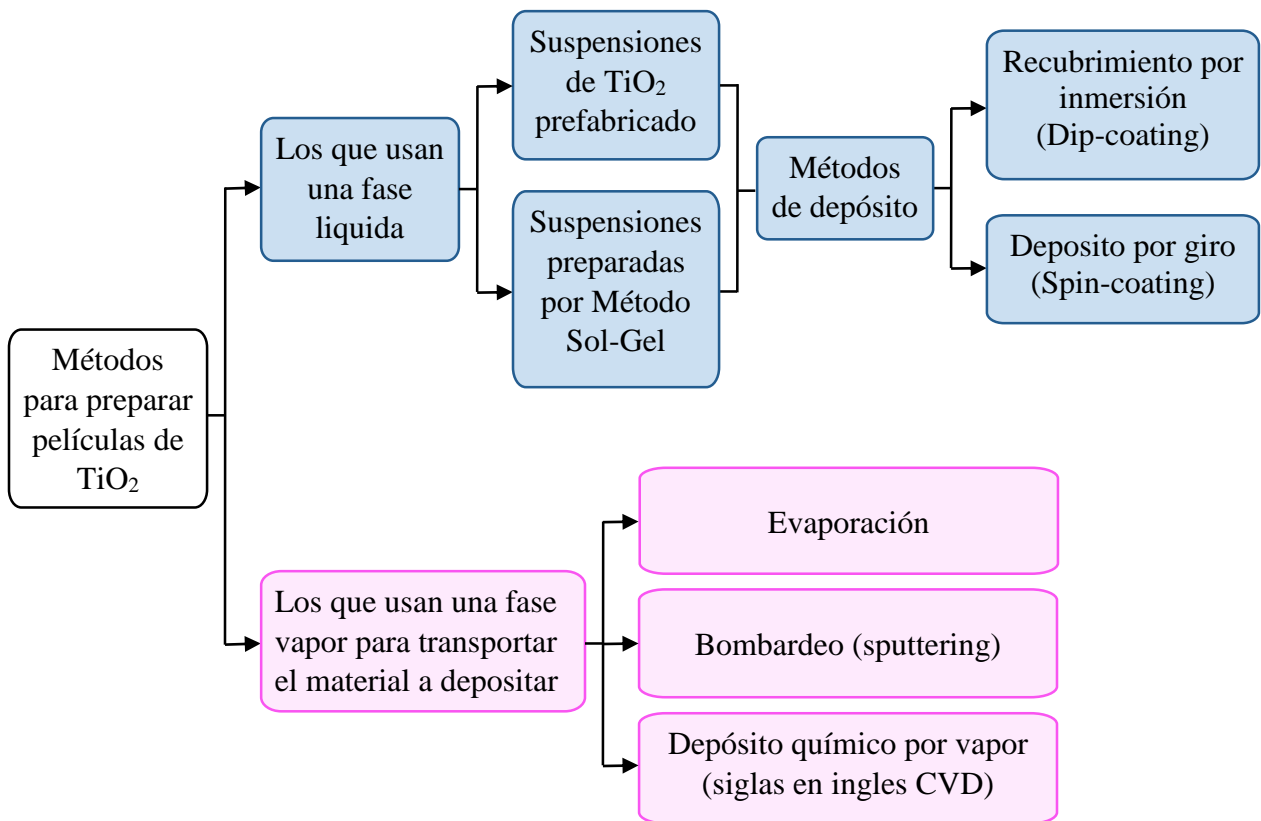 Métodos
para preparar
películas de
TiO₂
Los que usan
una fase
liquida
Suspensiones
de TiO₂
prefabricado
Suspensiones
preparadas
por Método
Sol-Gel
Métodos
de depósito
Recubrimiento por
inmersión
(Dip-coating)
Deposito por giro
(Spin-coating)
Los que usan una fase
vapor para transportar
el material a depositar
Evaporación
Bombardeo (sputtering)
Depósito químico por vapor
(siglas en ingles CVD)